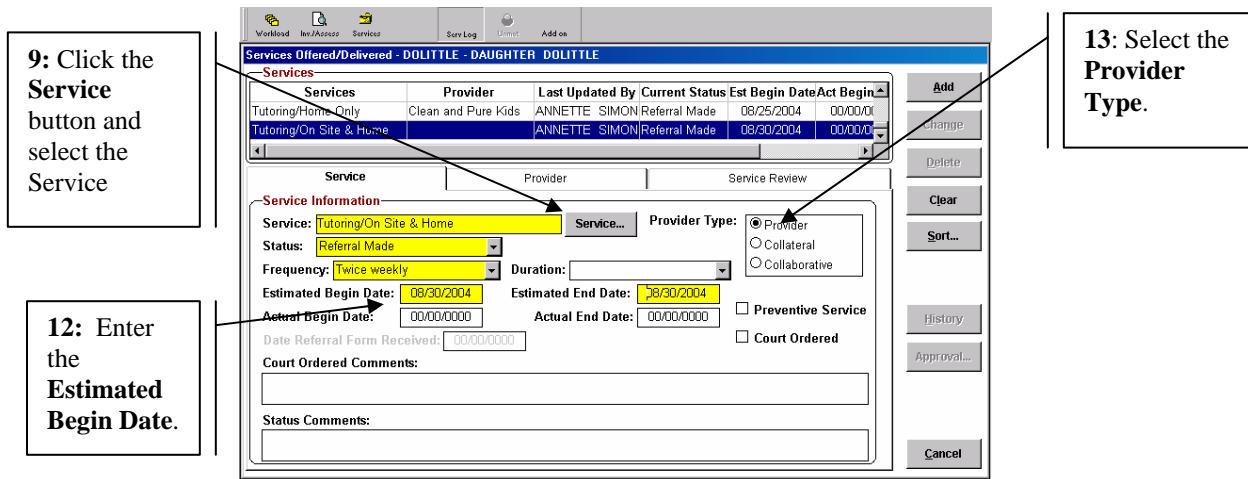 Workload Inv./Assess Services Serv Log Unmet Add on
Services Offered/Delivered - DOLITTLE - DAUGHTER DOLITTLE
9: Click the
Service
button and
select the
Service
12: Enter
the
Estimated
Begin Date.
Services
Services Provider Last Updated By Current Status Est Begin Date Act Begin
Tutoring/Home Only Clean and Pure Kids ANNETTE SIMON Referral Made 08/25/2004 00/00/0
Tutoring/On Site & Home ANNETTE SIMON Referral Made 08/30/2004 00/00/0
Service Provider Service Review
Service Information
Service: Tutoring/On Site & Home Service... Provider Type: Provider
Status: Referral Made Collateral
Frequency: Twice weekly Duration: Collaborative
Estimated Begin Date: 08/30/2004 Estimated End Date: 08/30/2004
Actual Begin Date: 00/00/0000 Actual End Date: 00/00/0000 Preventive Service
Date Referral Form Received: 00/00/0000 Court Ordered
Court Ordered Comments:
Status Comments:
Add
Change
Delete
Clear
Sort...
History
Approval...
Cancel
13: Select the
Provider
Type.